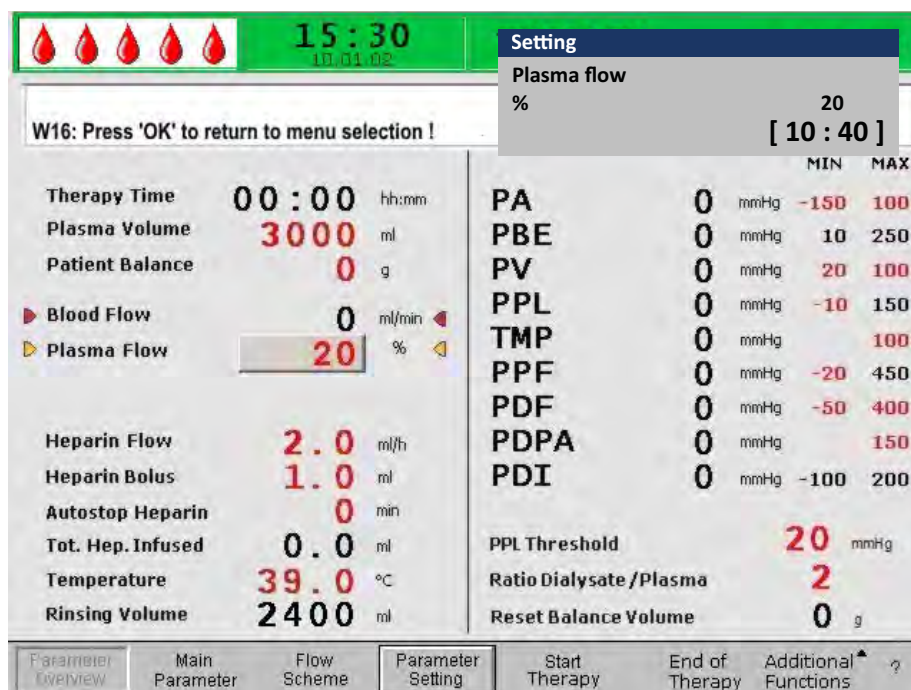 15:30
10.01.02
Setting
Plasma flow
% 20
[ 10 : 40 ]
W16: Press 'OK' to return to menu selection !
MIN MAX
Therapy Time 00:00 hh:mm
Plasma Volume 3000 ml
Patient Balance 0 g
Blood Flow 0 ml/min
Plasma Flow 20 %
Heparin Flow 2.0 ml/h
Heparin Bolus 1.0 ml
Autostop Heparin 0 min
Tot. Hep. Infused 0.0 ml
Temperature 39.0 °C
Rinsing Volume 2400 ml
PA 0 mmHg -150 100
PBE 0 mmHg 10 250
PV 0 mmHg 20 100
PPL 0 mmHg -10 150
TMP 0 mmHg 100
PPF 0 mmHg -20 450
PDF 0 mmHg -50 400
PDPA 0 mmHg 150
PDI 0 mmHg -100 200
PPL Threshold 20 mmHg
Ratio Dialysate/Plasma 2
Reset Balance Volume 0 g
Parameter Overview
Main Parameter
Flow Scheme
Parameter Setting
Start Therapy
End of Therapy
Additional Functions
?